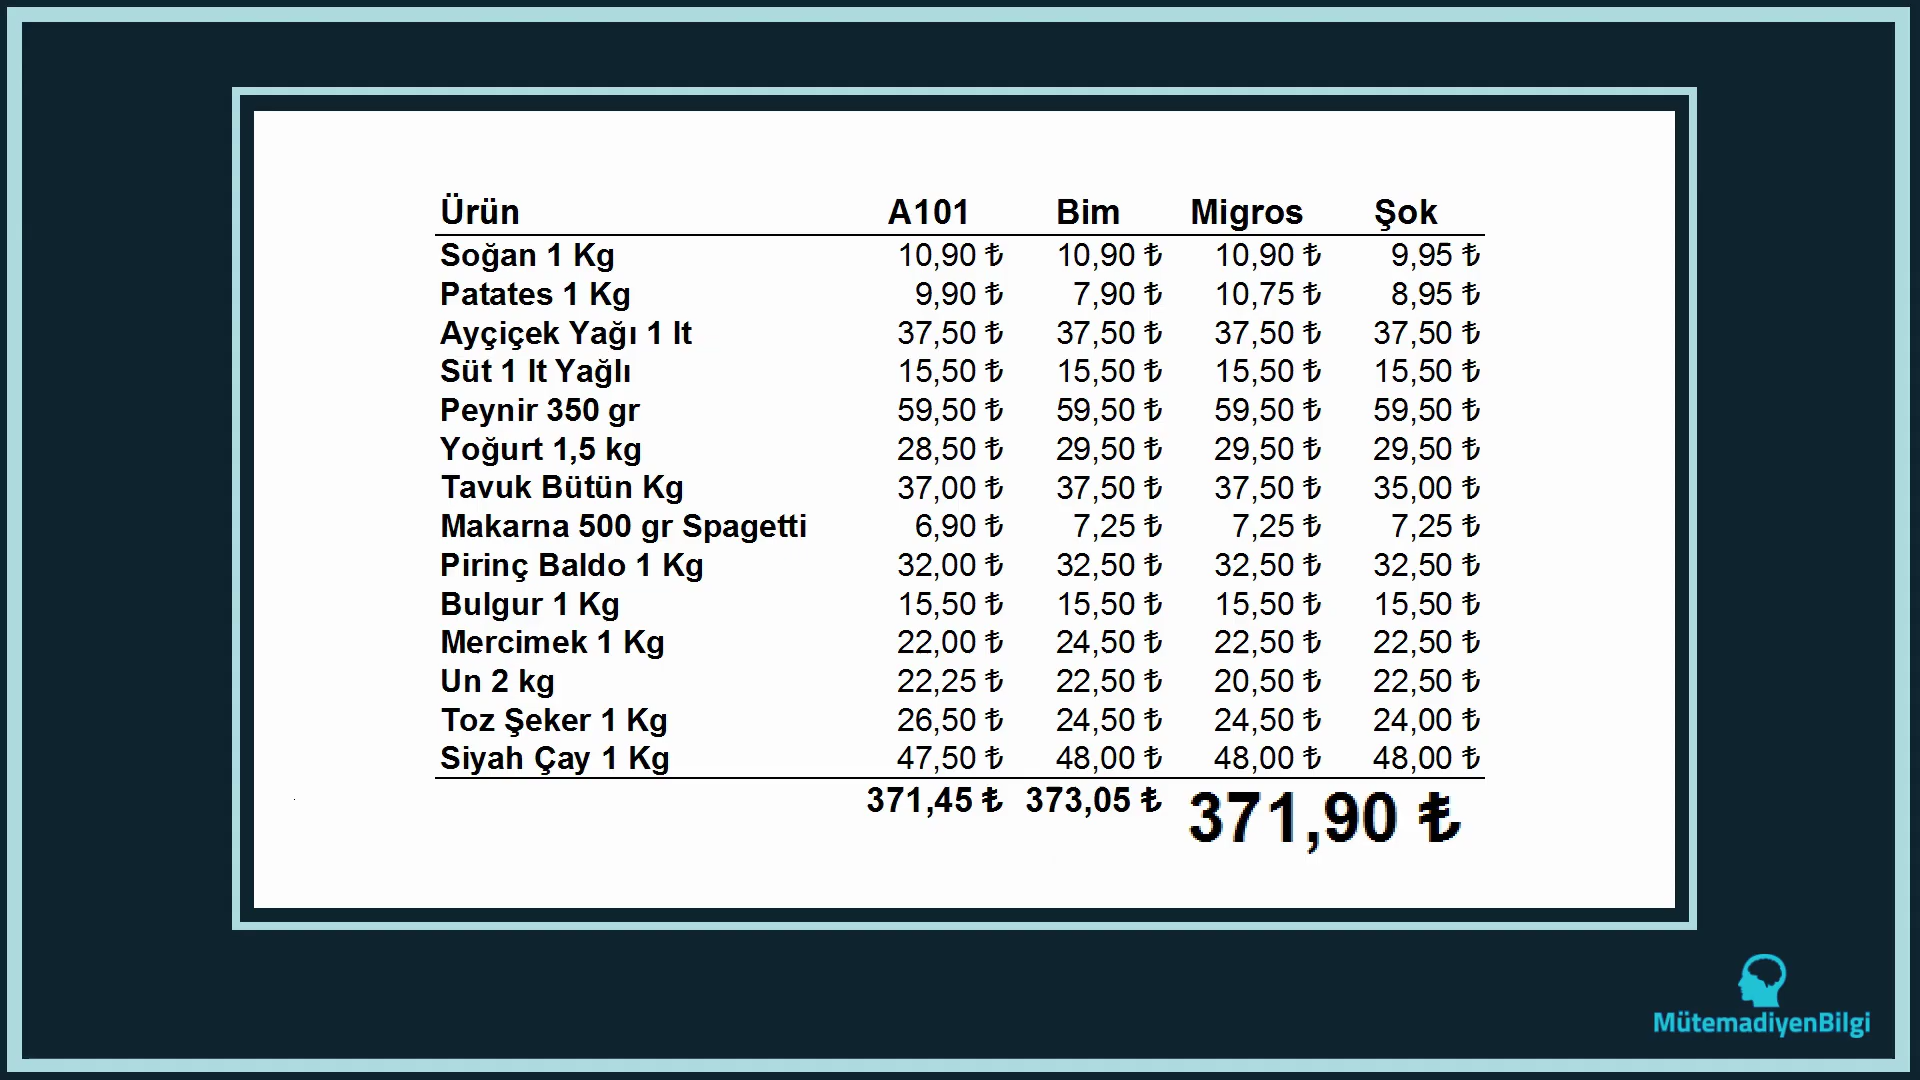 Ürün A101 Bim Migros Şok
Soğan 1 Kg 10,90 ₺ 10,90 ₺ 10,90 ₺ 9,95 ₺
Patates 1 Kg 9,90 ₺ 7,90 ₺ 10,75 ₺ 8,95 ₺
Ayçiçek Yağı 1 lt 37,50 ₺ 37,50 ₺ 37,50 ₺ 37,50 ₺
Süt 1 lt Yağlı 15,50 ₺ 15,50 ₺ 15,50 ₺ 15,50 ₺
Peynir 350 gr 59,50 ₺ 59,50 ₺ 59,50 ₺ 59,50 ₺
Yoğurt 1,5 kg 28,50 ₺ 29,50 ₺ 29,50 ₺ 29,50 ₺
Tavuk Bütün Kg 37,00 ₺ 37,50 ₺ 37,50 ₺ 35,00 ₺
Makarna 500 gr Spagetti 6,90 ₺ 7,25 ₺ 7,25 ₺ 7,25 ₺
Pirinç Baldo 1 Kg 32,00 ₺ 32,50 ₺ 32,50 ₺ 32,50 ₺
Bulgur 1 Kg 15,50 ₺ 15,50 ₺ 15,50 ₺ 15,50 ₺
Mercimek 1 Kg 22,00 ₺ 24,50 ₺ 22,50 ₺ 22,50 ₺
Un 2 kg 22,25 ₺ 22,50 ₺ 20,50 ₺ 22,50 ₺
Toz Şeker 1 Kg 26,50 ₺ 24,50 ₺ 24,50 ₺ 24,00 ₺
Siyah Çay 1 Kg 47,50 ₺ 48,00 ₺ 48,00 ₺ 48,00 ₺
371,45 ₺ 373,05 ₺ 371,90 ₺
MütemadiyenBilgi